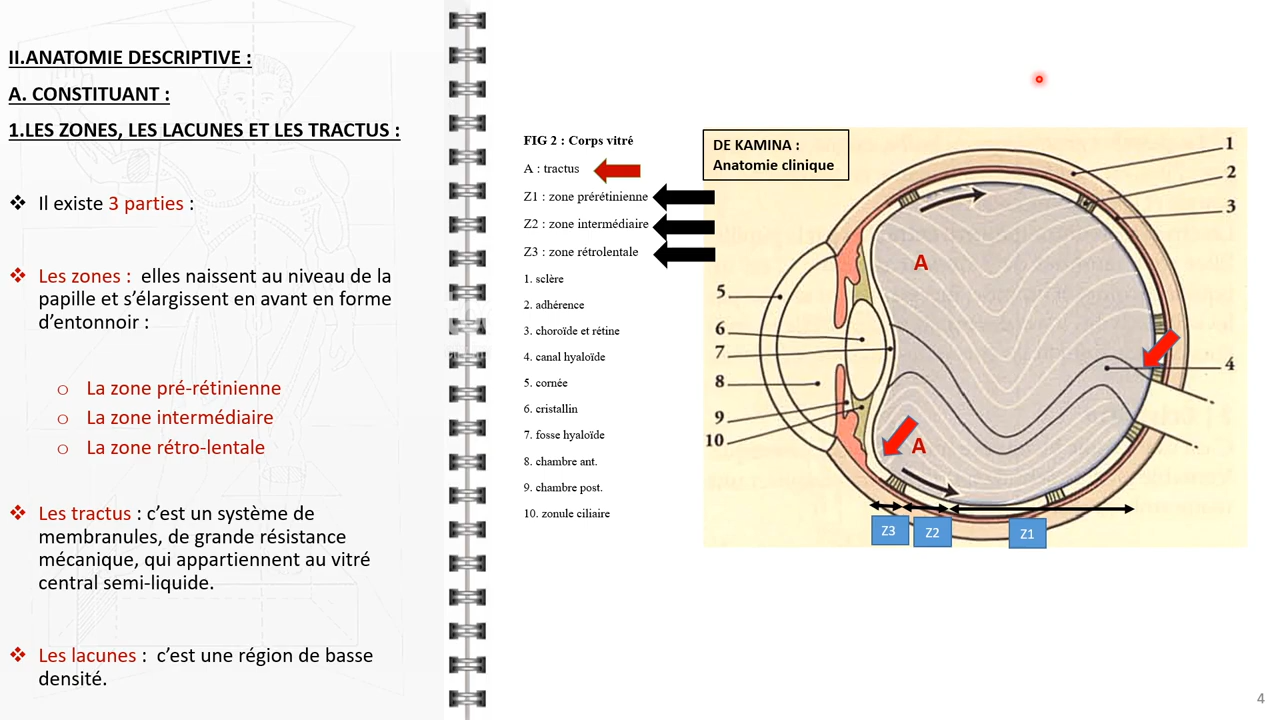 II.ANATOMIE DESCRIPTIVE :
A. CONSTITUANT :
1.LES ZONES, LES LACUNES ET LES TRACTUS :
❖ Il existe 3 parties :
❖ Les zones : elles naissent au niveau de la
papille et s’élargissent en avant en forme
d’entonnoir :
o La zone pré-rétinienne
o La zone intermédiaire
o La zone rétro-lentale
❖ Les tractus : c’est un système de
membranules, de grande résistance
mécanique, qui appartiennent au vitré
central semi-liquide.
❖ Les lacunes : c’est une région de basse
densité.
FIG 2 : Corps vitré
A : tractus
Z1 : zone prérétinienne
Z2 : zone intermédiaire
Z3 : zone rétrolentale
1. sclère
2. adhérence
3. choroïde et rétine
4. canal hyaloïde
5. cornée
6. cristallin
7. fosse hyaloïde
8. chambre ant.
9. chambre post.
10. zonule ciliaire
DE KAMINA :
Anatomie clinique
1
2
3
A
5
6
7
4
8
9
10
A
Z3
Z2
Z1
4